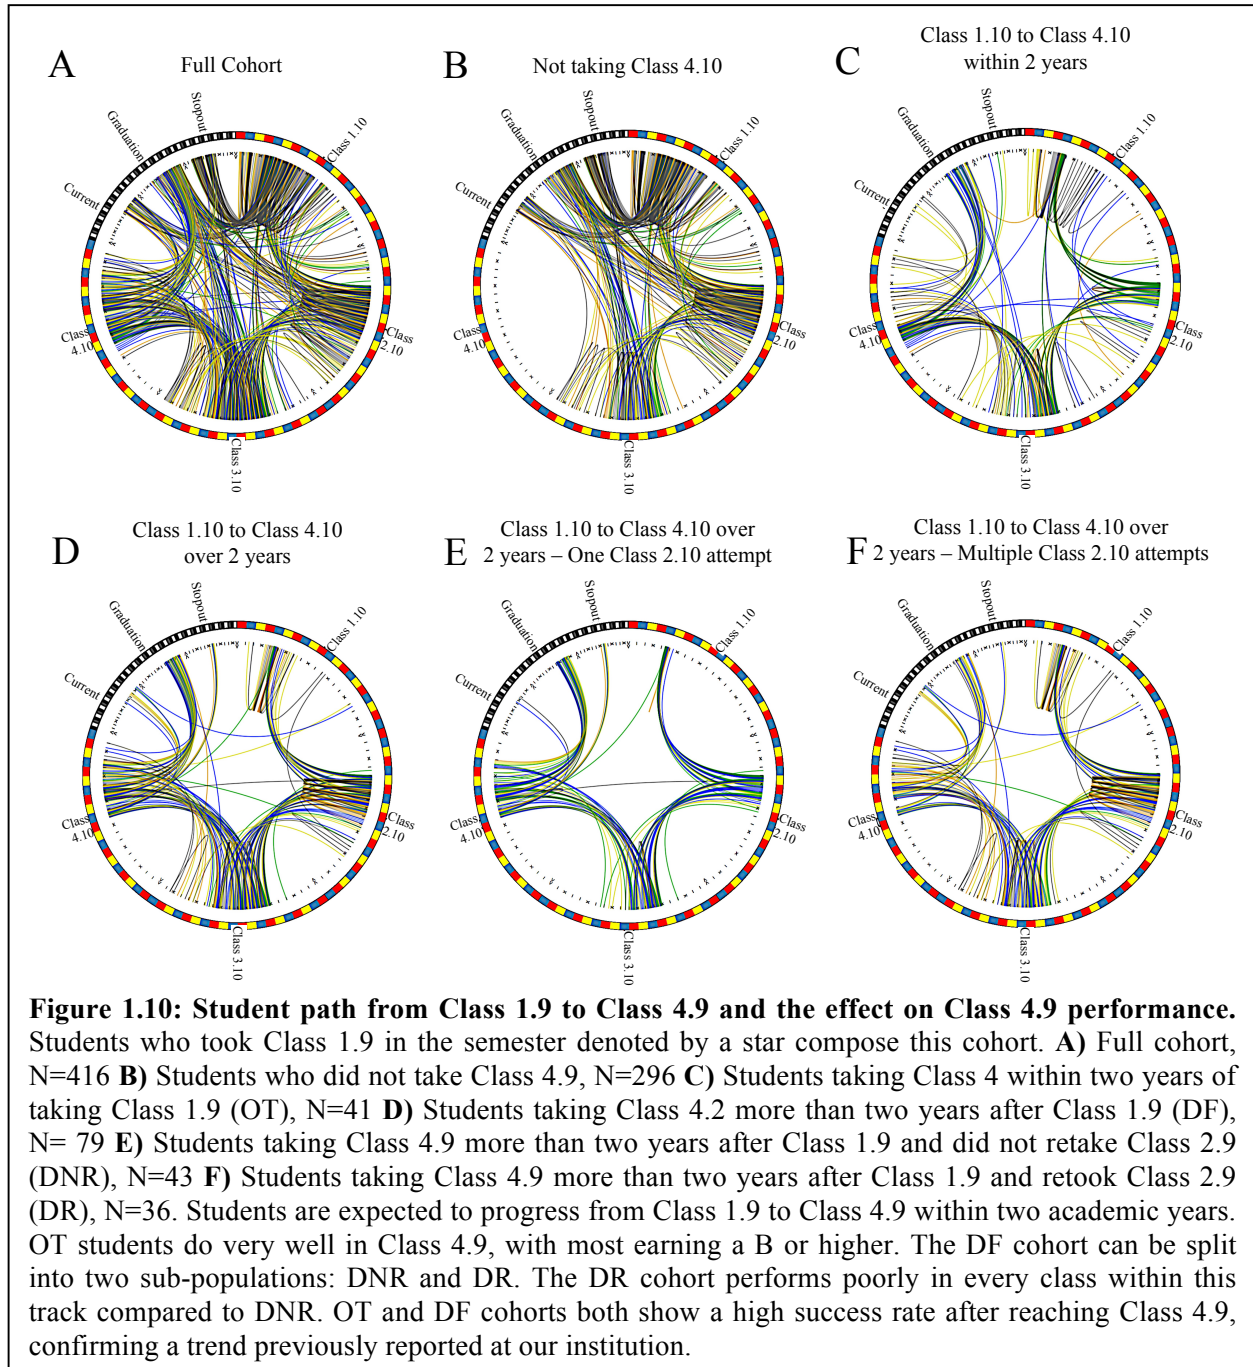 A
Full Cohort
B
Not taking Class 4.10
C
Class 1.10 to Class 4.10
within 2 years
Stopout
Graduation
Current
Class 1.10
Class
2.10
Class 3.10
Class
4.10
Stopout
Graduation
Current
Class 1.10
Class
2.10
Class 3.10
Class
4.10
Stopout
Graduation
Current
Class 1.10
Class
2.10
Class 3.10
Class
4.10
D
Class 1.10 to Class 4.10
over 2 years
E
Class 1.10 to Class 4.10 over
2 years – One Class 2.10 attempt
F
Class 1.10 to Class 4.10 over
2 years – Multiple Class 2.10 attempts
Stopout
Graduation
Current
Class 1.10
Class
2.10
Class 3.10
Class
4.10
Stopout
Graduation
Current
Class 1.10
Class
2.10
Class 3.10
Class
4.10
Stopout
Graduation
Current
Class 1.10
Class
2.10
Class 3.10
Class
4.10
Figure 1.10: Student path from Class 1.9 to Class 4.9 and the effect on Class 4.9 performance.
Students who took Class 1.9 in the semester denoted by a star compose this cohort. A) Full cohort,
N=416 B) Students who did not take Class 4.9, N=296 C) Students taking Class 4 within two years of
taking Class 1.9 (OT), N=41 D) Students taking Class 4.2 more than two years after Class 1.9 (DF),
N= 79 E) Students taking Class 4.9 more than two years after Class 1.9 and did not retake Class 2.9
(DNR), N=43 F) Students taking Class 4.9 more than two years after Class 1.9 and retook Class 2.9
(DR), N=36. Students are expected to progress from Class 1.9 to Class 4.9 within two academic years.
OT students do very well in Class 4.9, with most earning a B or higher. The DF cohort can be split
into two sub-populations: DNR and DR. The DR cohort performs poorly in every class within this
track compared to DNR. OT and DF cohorts both show a high success rate after reaching Class 4.9,
confirming a trend previously reported at our institution.